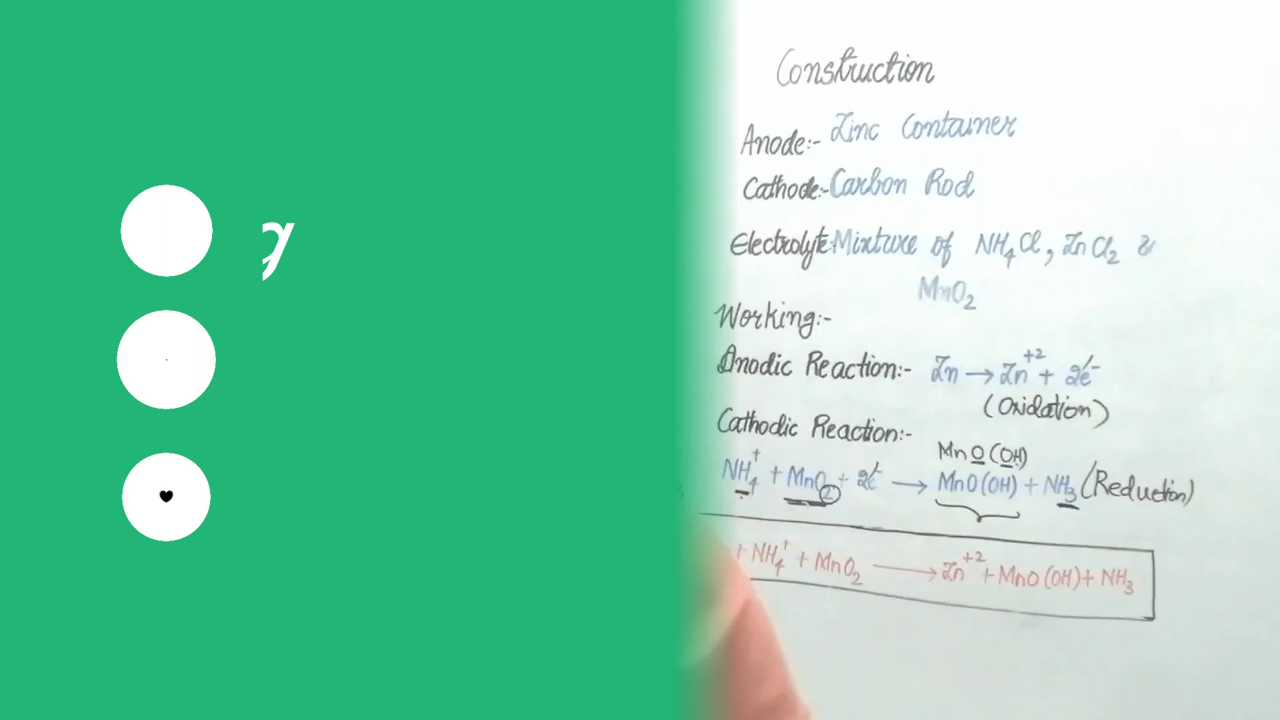 Construction
Anode:- Zinc Container
Cathode:- Carbon Rod
Electrolyte:- Mixture of NH₄Cl, ZnCl₂ &
MnO₂
Working:-
Anodic Reaction:- Zn → Zn⁺² + 2e⁻
(Oxidation)
Cathodic Reaction:-
MnO(OH)
NH₄⁺ + MnO₂ + 2e⁻ → MnO(OH) + NH₃ (Reduction)
+ NH₄⁺ + MnO₂ → Zn⁺² + MnO(OH) + NH₃